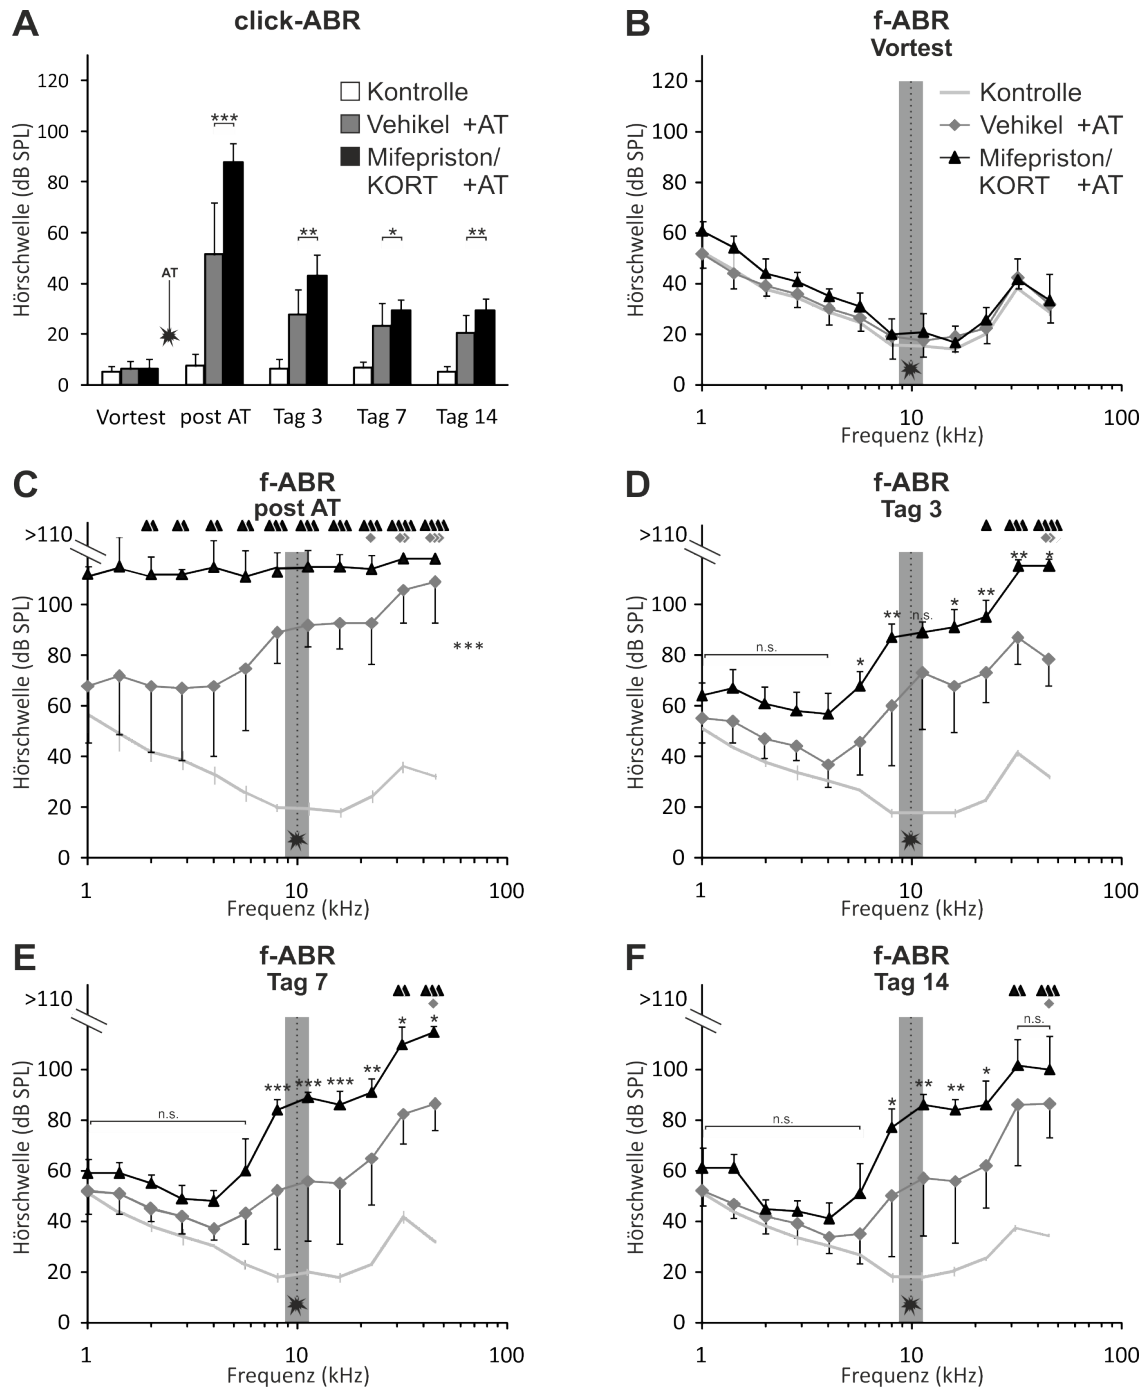 A
click-ABR
Hörschwelle (dB SPL)
120
100
80
60
40
20
0
Kontrolle
Vehikel +AT
Mifepriston/
KORT +AT
AT
***
**
*
**
Vortest post AT Tag 3 Tag 7 Tag 14
B
f-ABR
Vortest
Hörschwelle (dB SPL)
120
100
80
60
40
20
0
Kontrolle
Vehikel +AT
Mifepriston/
KORT +AT
1 10 100
Frequenz (kHz)
C
f-ABR
post AT
Hörschwelle (dB SPL)
>110
100
80
60
40
20
0
***
1 10 100
Frequenz (kHz)
D
f-ABR
Tag 3
Hörschwelle (dB SPL)
>110
100
80
60
40
20
0
n.s.
*
**
n.s.
*
**
**
*
1 10 100
Frequenz (kHz)
E
f-ABR
Tag 7
Hörschwelle (dB SPL)
>110
100
80
60
40
20
0
n.s.
***
***
***
**
*
*
1 10 100
Frequenz (kHz)
F
f-ABR
Tag 14
Hörschwelle (dB SPL)
>110
100
80
60
40
20
0
n.s.
*
**
**
*
n.s.
1 10 100
Frequenz (kHz)